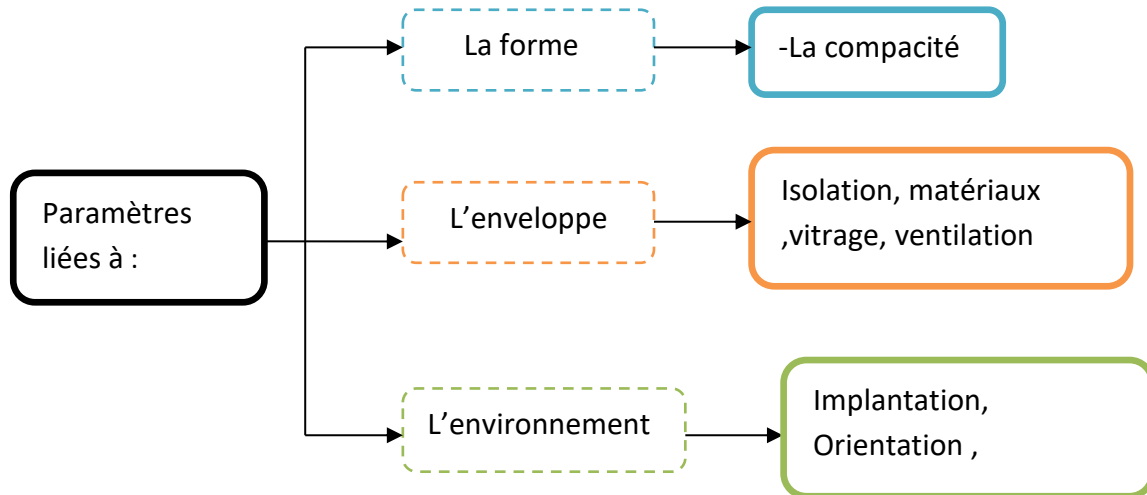 La forme
-La compacité
Paramètres
liées à :
L’enveloppe
Isolation, matériaux
,vitrage, ventilation
L’environnement
Implantation,
Orientation ,